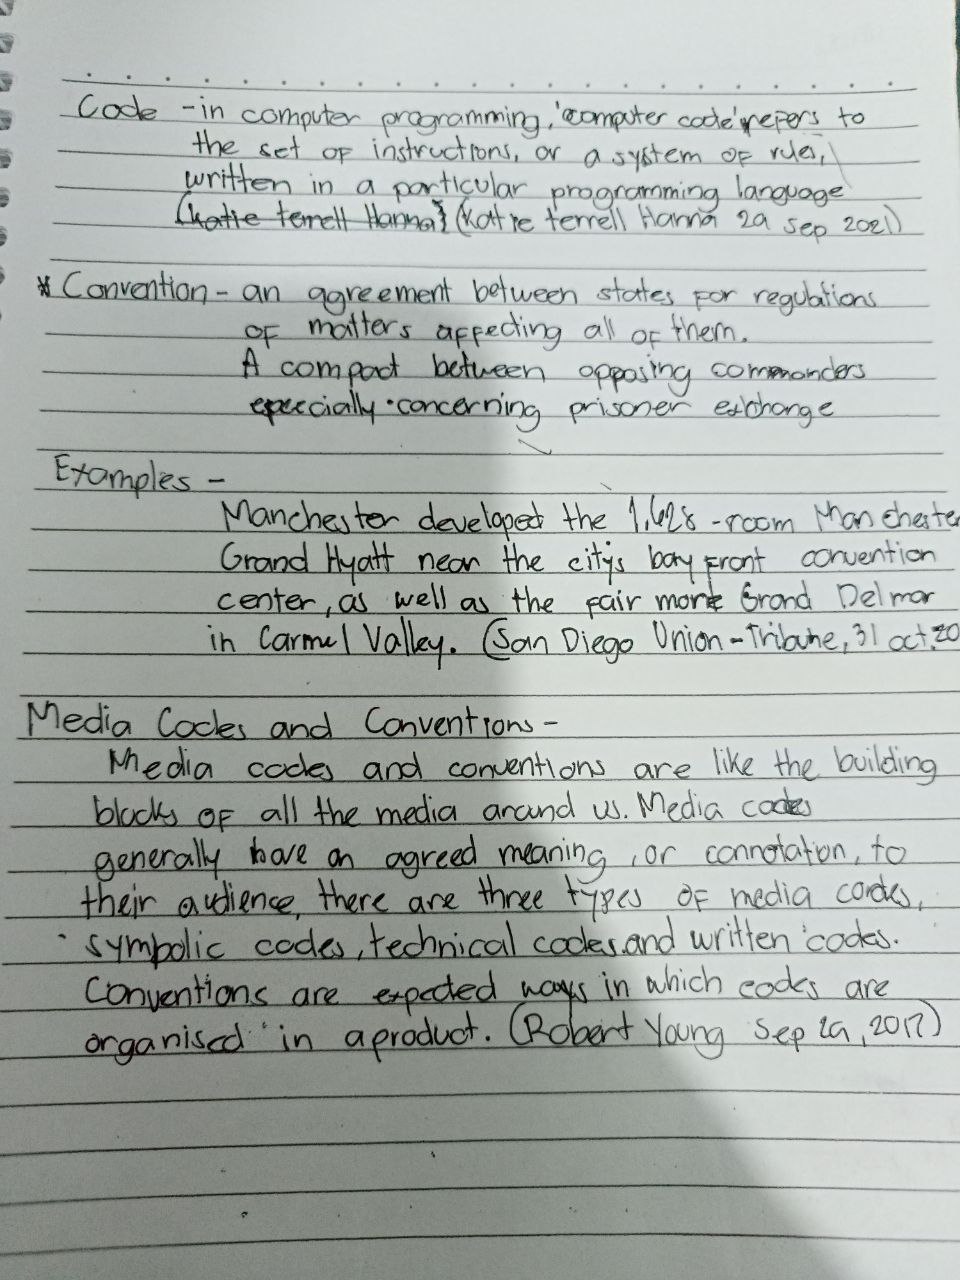 Code - in computer programming, 'computer code' refers to
the set of instructions, or a system of rules,
written in a particular programming language
(Katie terrell Hanna) (Katie terrell Hanna 29 Sep 2021)
* Convention - an agreement between states for regulations
of matters affecting all of them.
A compact between opposing commanders
especially concerning prisoner exchange
Examples -
Manchester developed the 1,628-room Manchester
Grand Hyatt near the citys bay front convention
center, as well as the fair mont Grand Del mar
in Carmel Valley. (San Diego Union-Tribune, 31 oct, 20
Media Codes and Conventions -
Media codes and conventions are like the building
blocks of all the media around us. Media codes
generally have an agreed meaning, or connotation, to
their audience, there are three types of media codes,
symbolic codes, technical codes and written codes.
Conventions are expected ways in which codes are
organised in a product. (Robert Young Sep 29, 2017)